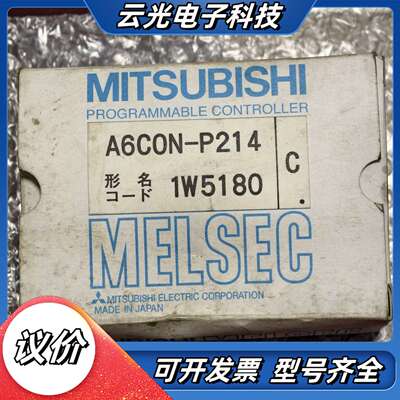 云光电子科技
MITSUBISHI
PROGRAMMABLE CONTROLLER
A6CON-P214
形名
コード
1W5180
C
.
MELSEC
MITSUBISHI ELECTRIC CORPORATION
MADE IN JAPAN
议价
可开发票 型号齐全